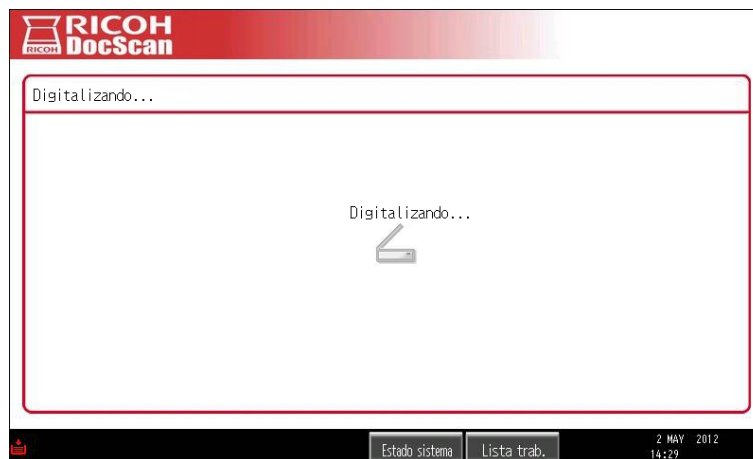 RICOH
RICOH DocScan
Digitalizando...
Digitalizando...
Estado sistema
Lista trab.
2 MAY 2012
14:29